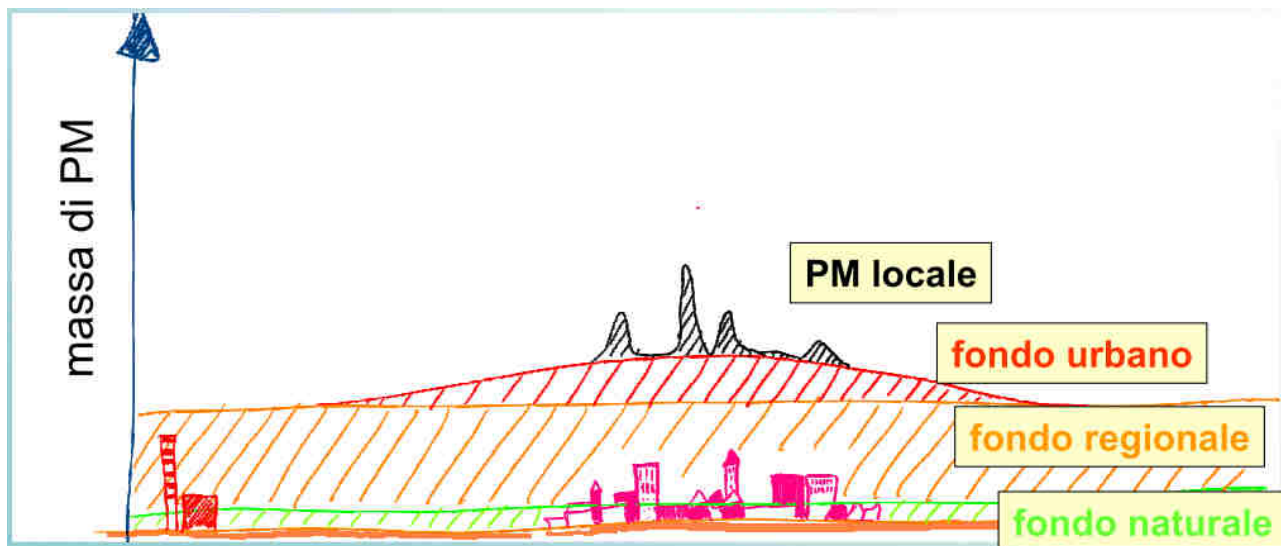 massa di PM
PM locale
fondo urbano
fondo regionale
fondo naturale